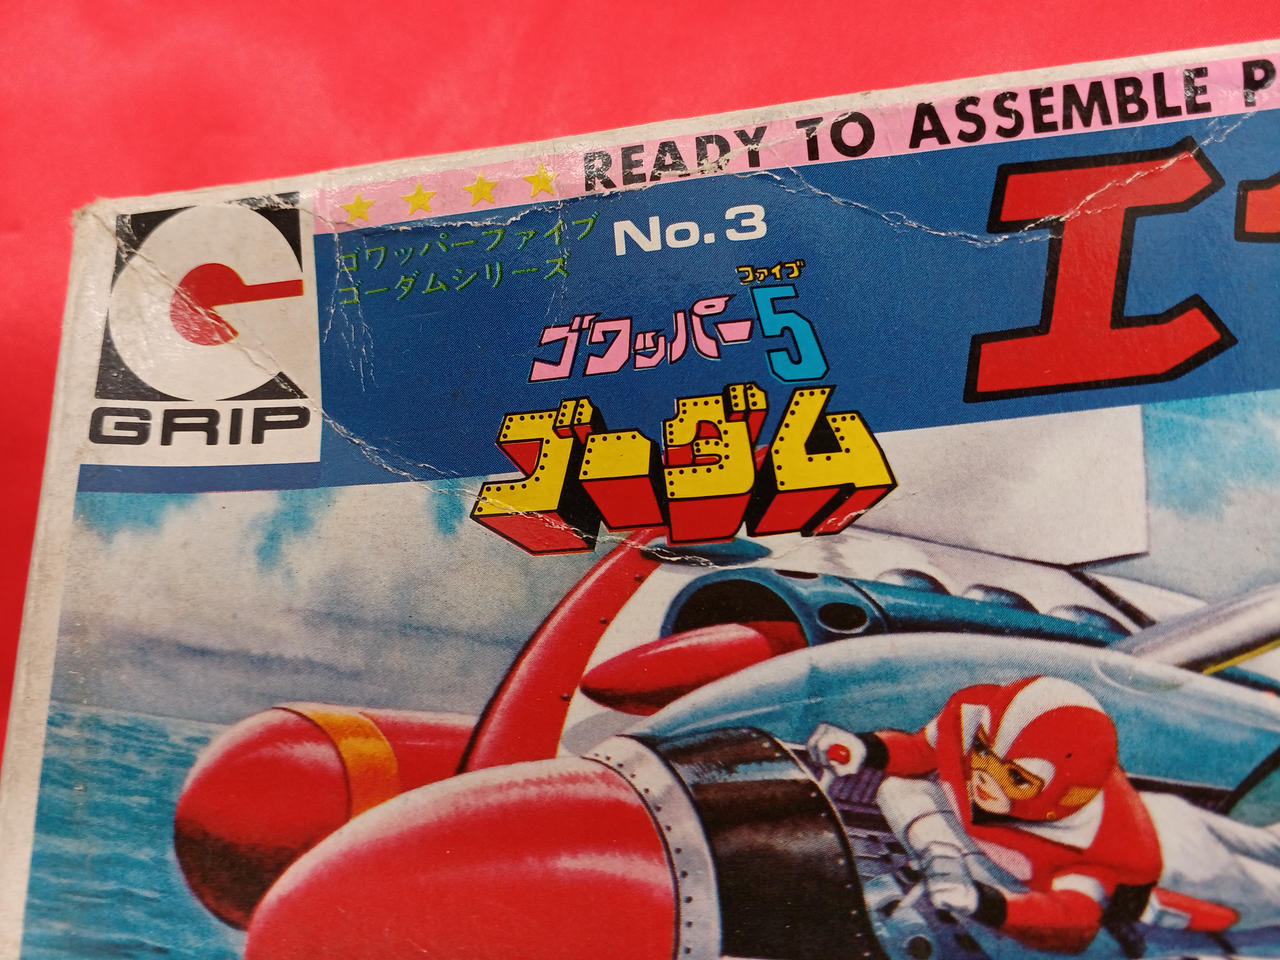 READY TO ASSEMBLE P
GRIP
ゴワッパーファイブ
ゴーダムシリーズ
No.3
ファイブ
ゴワッパー5
ゴーダム
エ